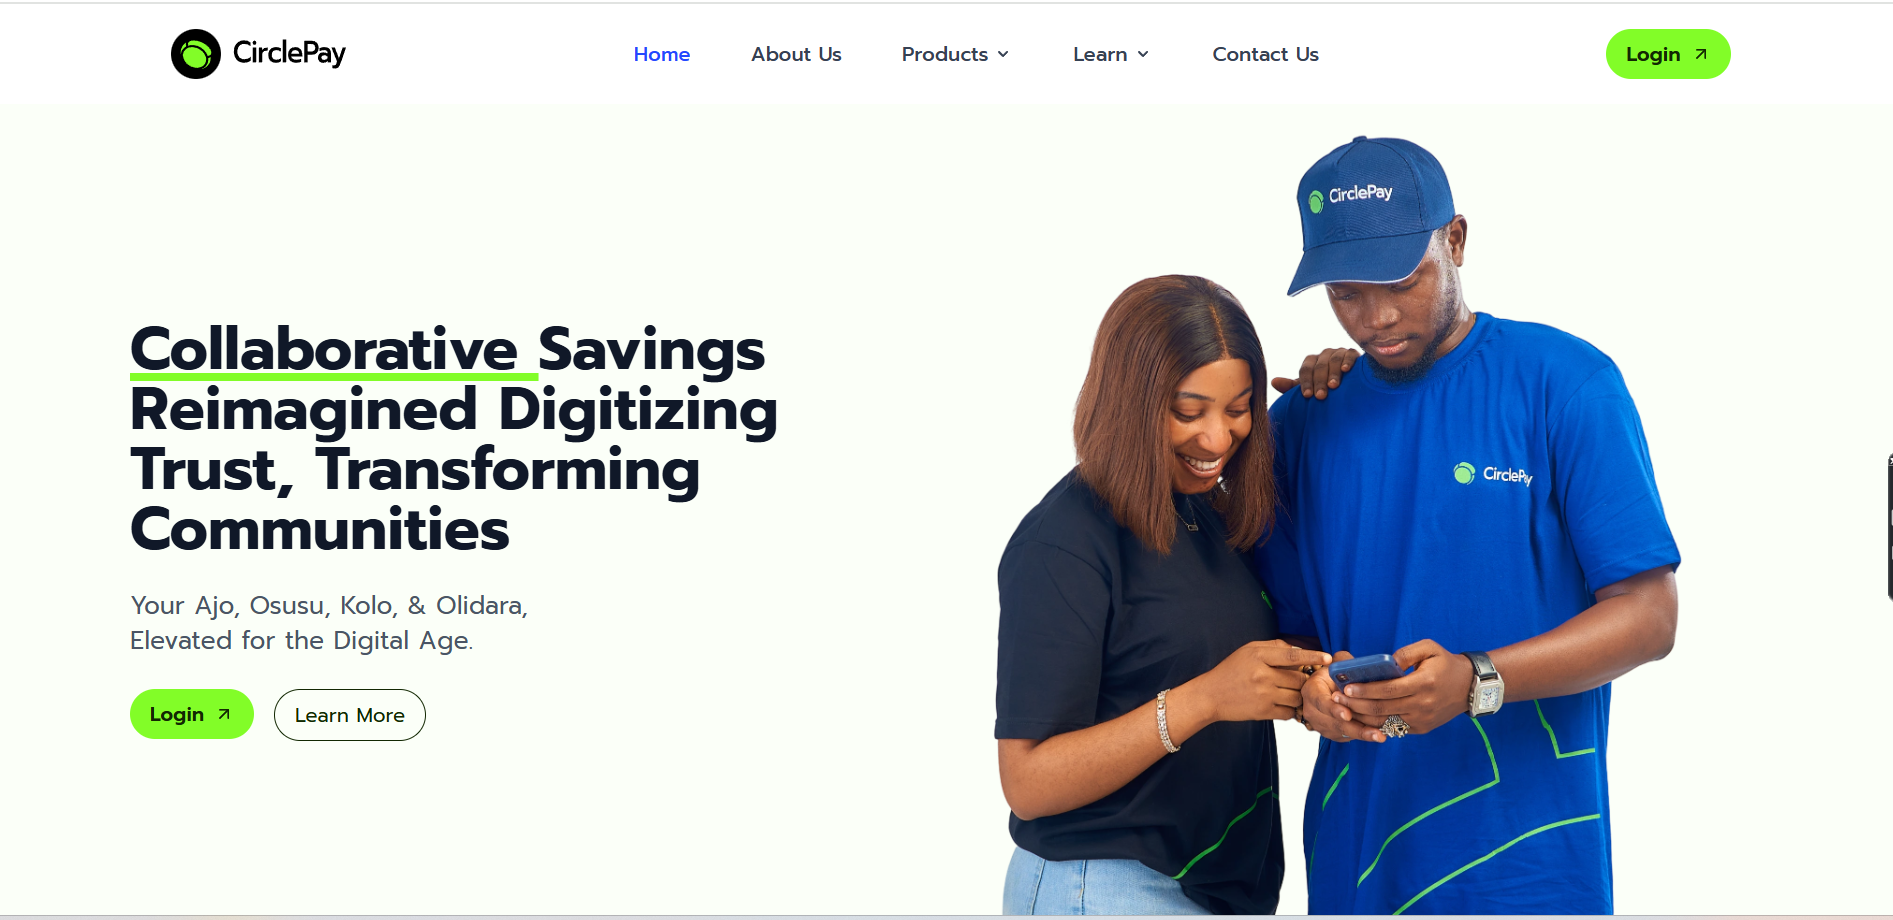 CirclePay
Home
About Us
Products
Learn
Contact Us
Login
Collaborative Savings
Reimagined Digitizing
Trust, Transforming
Communities
Your Ajo, Osusu, Kolo, & Olidara,
Elevated for the Digital Age.
Login
Learn More
CirclePay
CirclePay